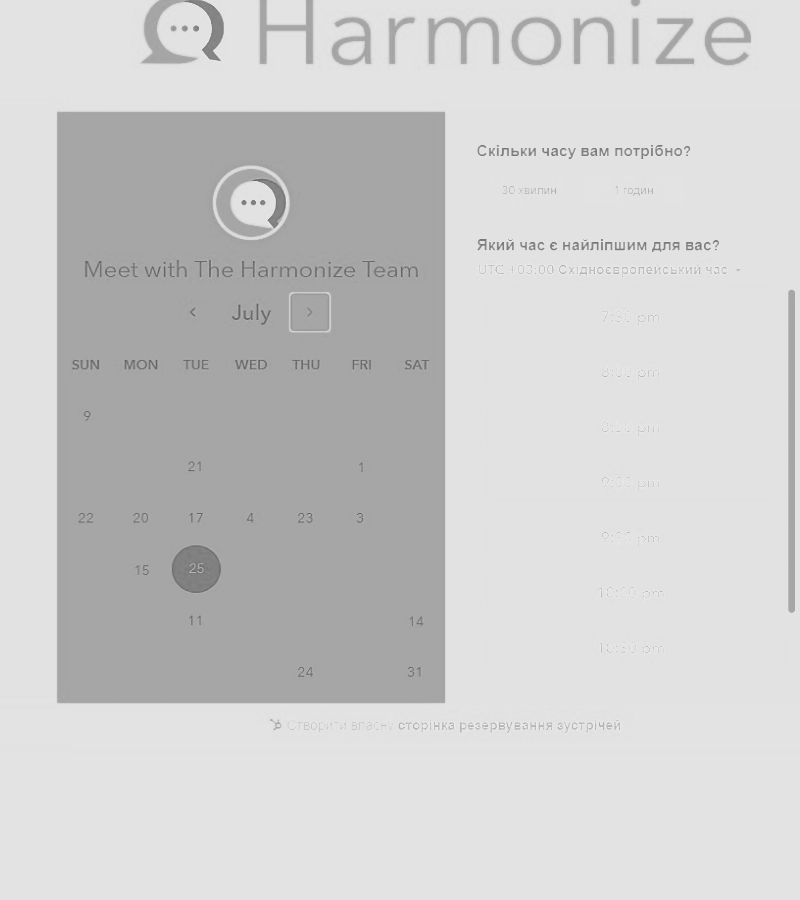 Harmonize
Meet with The Harmonize Team
July
SUN MON TUE WED THU FRI SAT
9
21 1
22 20 17 4 23 3
15 25
11 14
24 31
Скільки часу вам потрібно?
30 хвилин 1 годин
Який час є найліпшим для вас?
UTC +03:00 Східноєвропейський час
7:30 pm
8:00 pm
8:30 pm
9:00 pm
9:30 pm
10:00 pm
10:30 pm
Створити власну сторінка резервування зустрічей